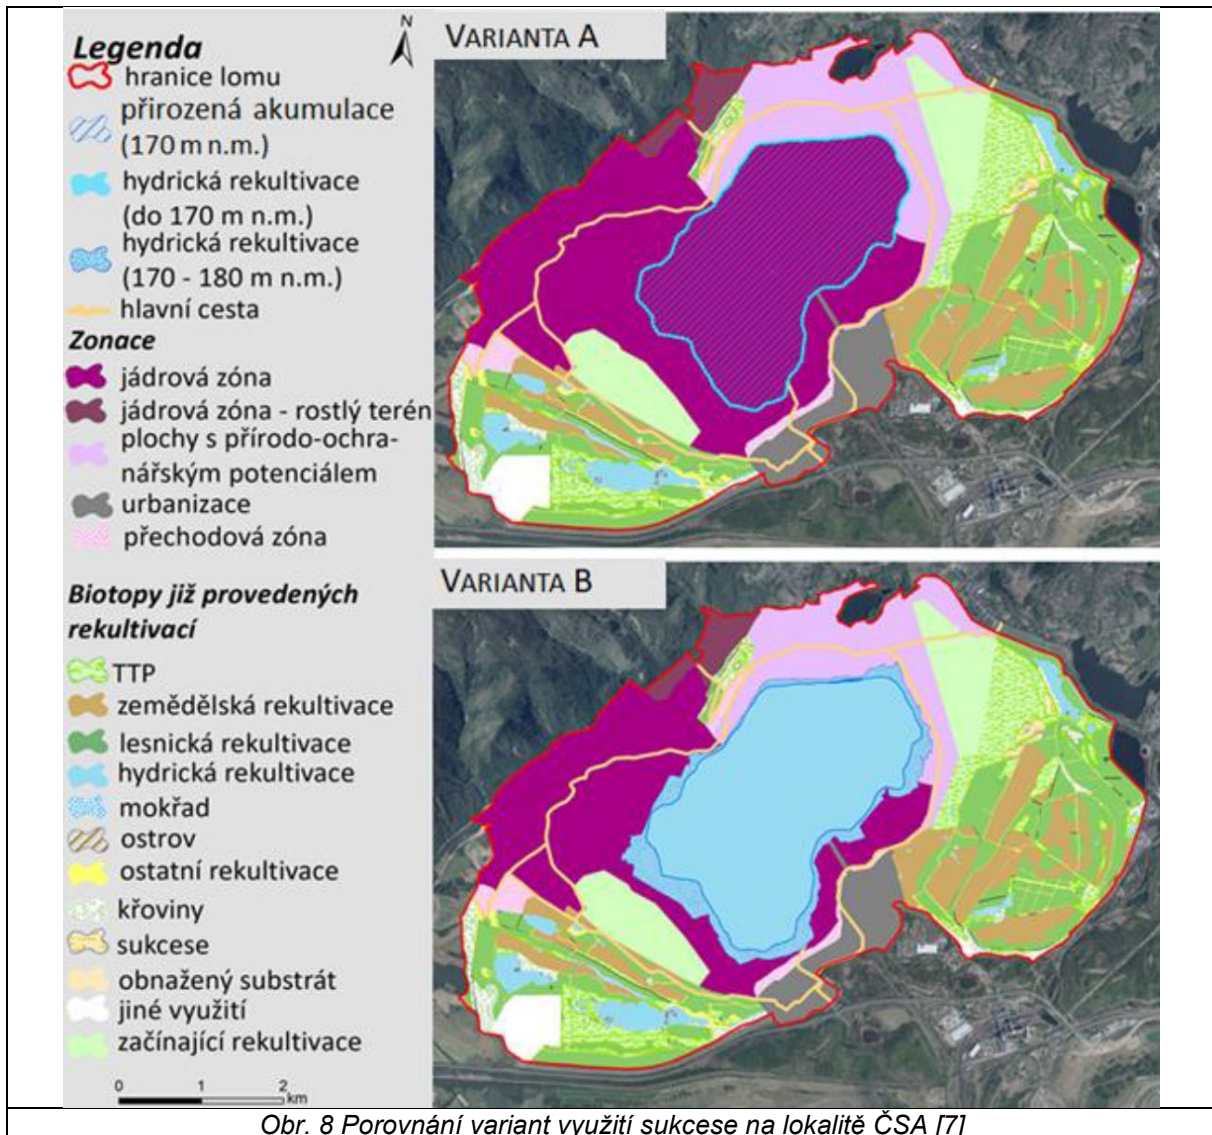 Legenda
hranice lomu
přirozená akumulace
(170 m n.m.)
hydrická rekultivace
(do 170 m n.m.)
hydrická rekultivace
(170 - 180 m n.m.)
hlavní cesta
Zonace
jádrová zóna
jádrová zóna - rostlý terén
plochy s přírodo-ochra-
nářským potenciálem
urbanizace
přechodová zóna
Biotopy již provedených
rekultivací
TTP
zemědělská rekultivace
lesnická rekultivace
hydrická rekultivace
mokřad
ostrov
ostatní rekultivace
křoviny
sukcese
obnažený substrát
jiné využití
začínající rekultivace
0 1 2
km
N
VARIANTA A
VARIANTA B
Obr. 8 Porovnání variant využití sukcese na lokalitě ČSA [7]